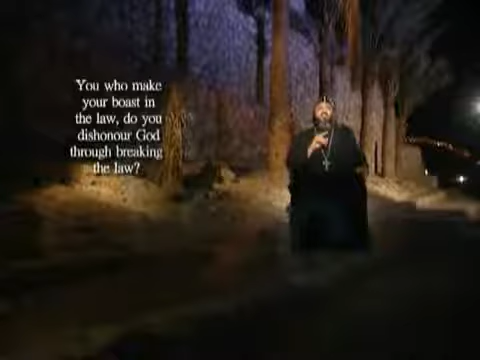 You who make
your boast in
the law, do you
dishonour God
through breaking
the law?